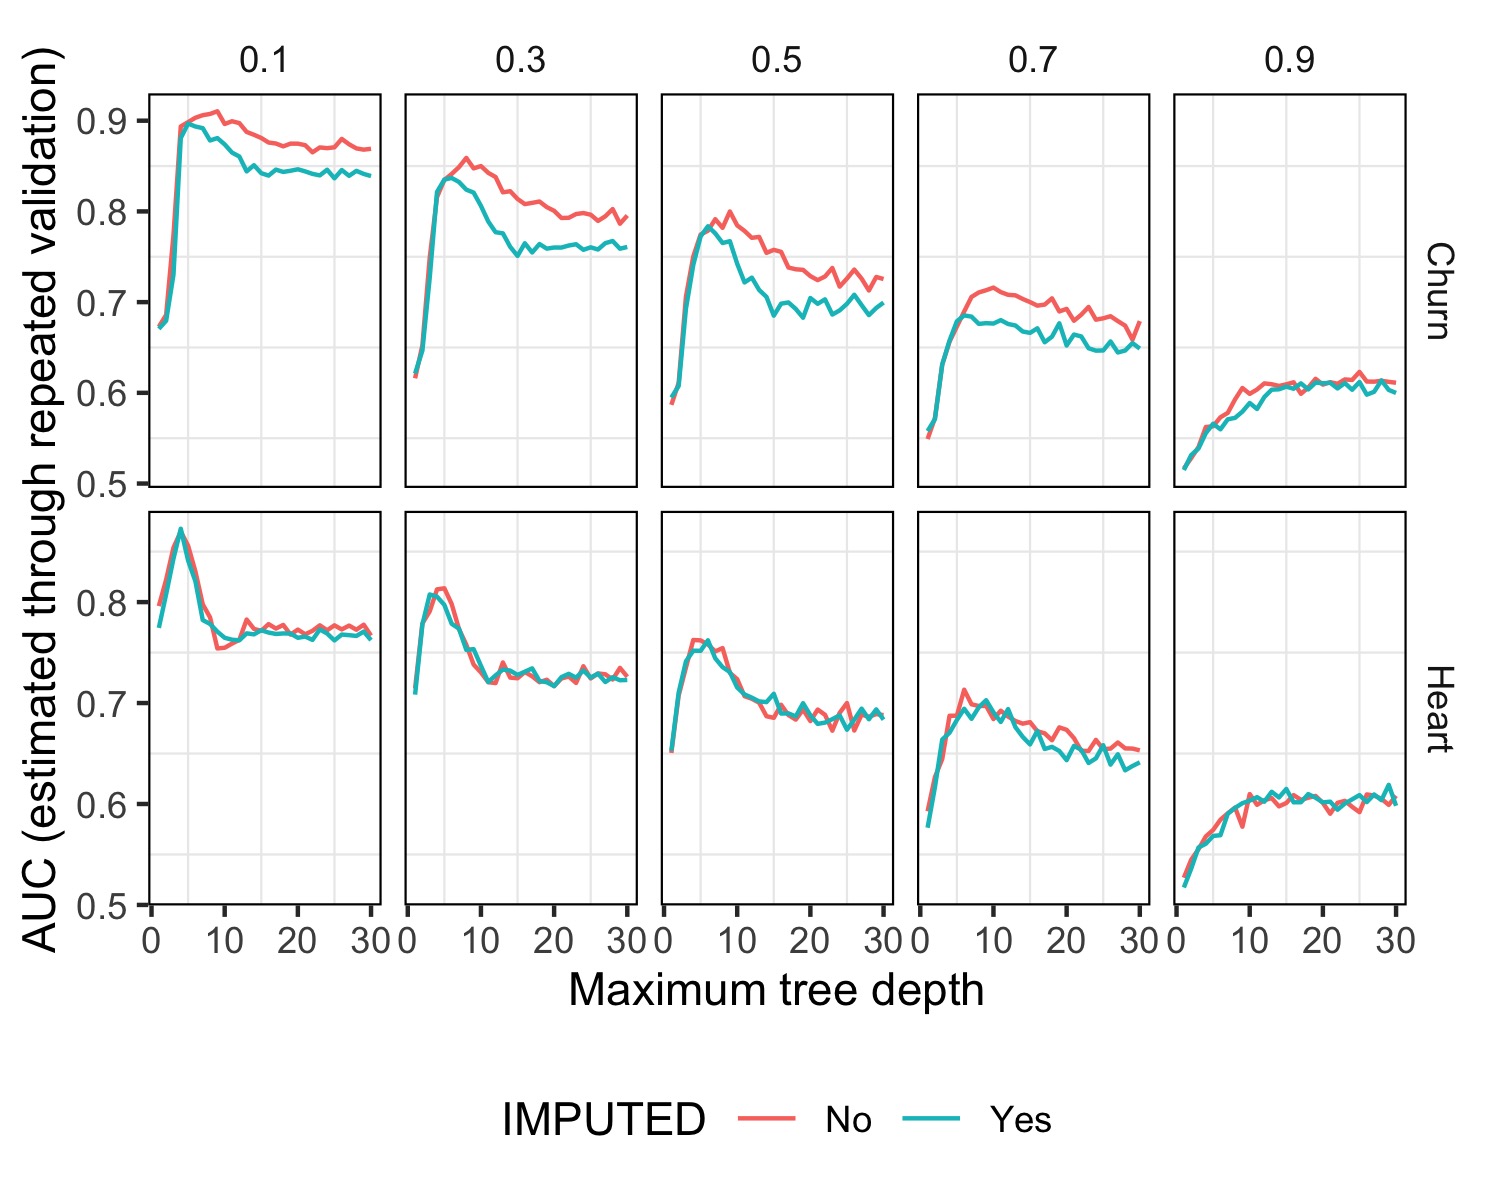 0.1 0.3 0.5 0.7 0.9
AUC (estimated through repeated validation)
0.9
0.8
0.7
0.6
0.5
Churn
0.8
0.7
0.6
0.5
Heart
0 10 20 30 0 10 20 30 0 10 20 30 0 10 20 30 0 10 20 30
Maximum tree depth
IMPUTED No Yes